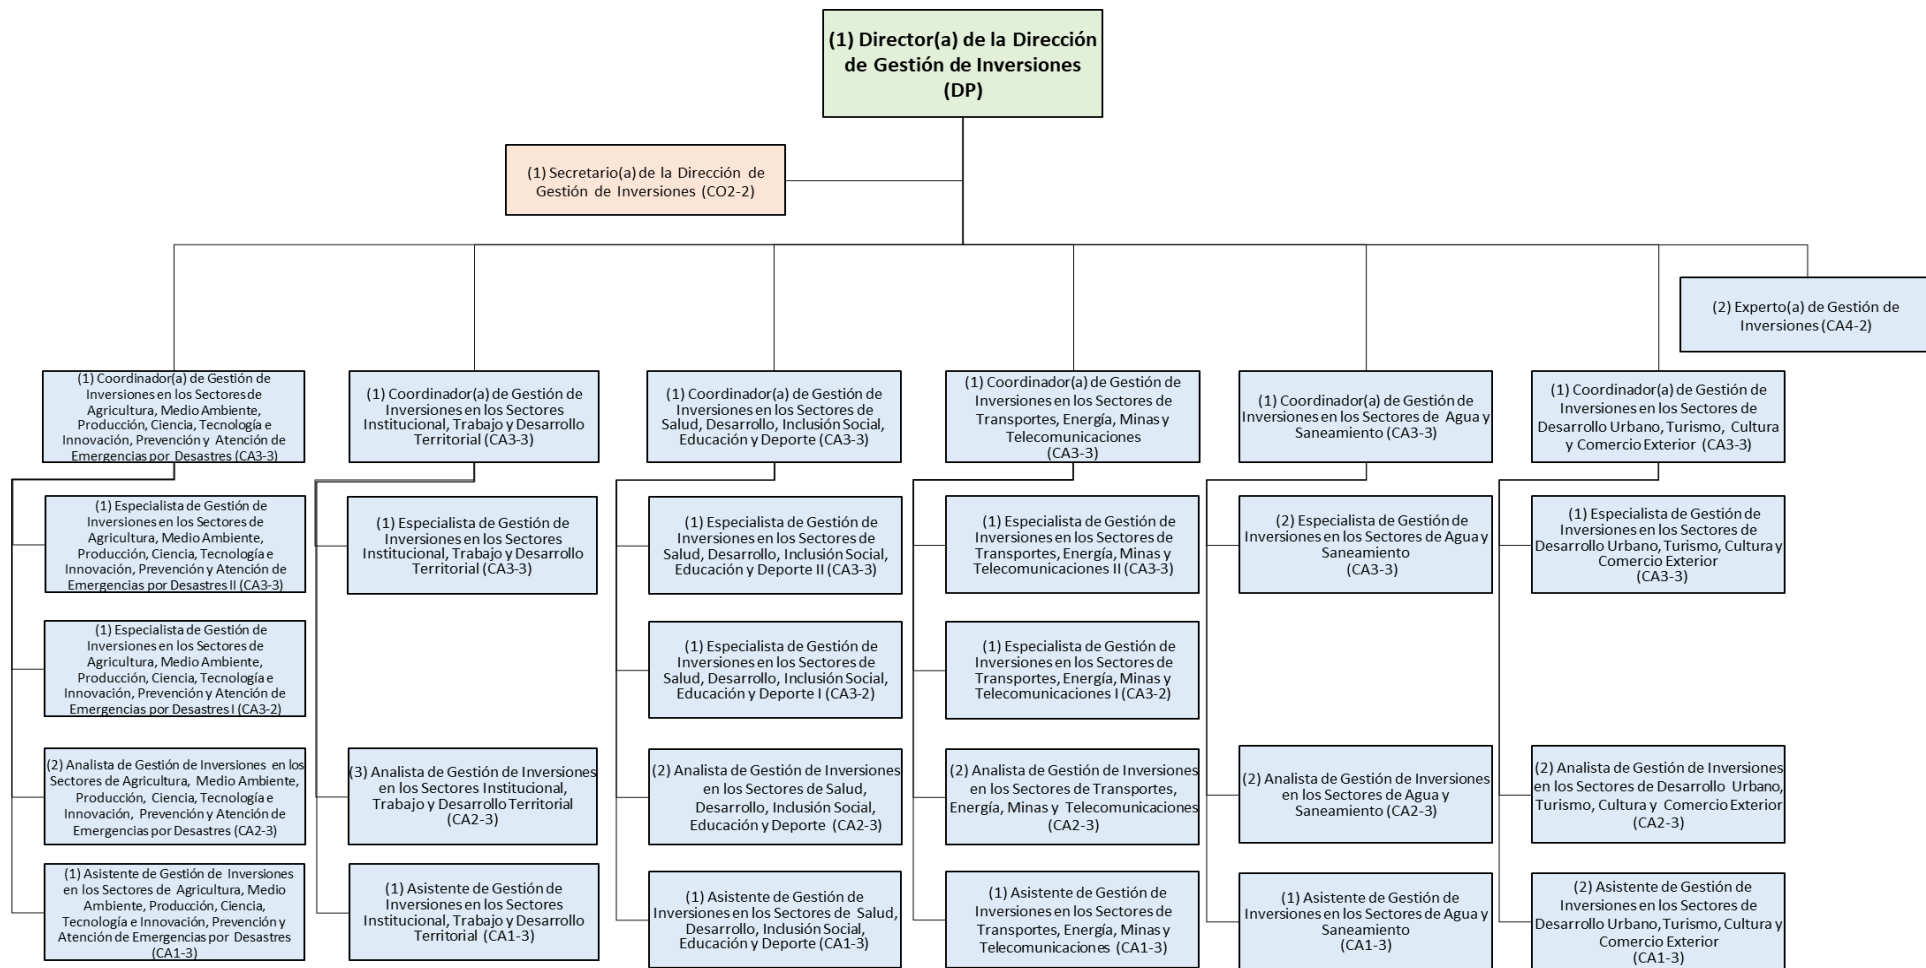 (1) Director(a) de la Dirección
de Gestión de Inversiones
(DP)
(1) Secretario(a) de la Dirección de
Gestión de Inversiones (CO2-2)
(2) Experto(a) de Gestión de
Inversiones (CA4-2)
(1) Coordinador(a) de Gestión de
Inversiones en los Sectores de
Agricultura, Medio Ambiente,
Producción, Ciencia, Tecnología e
Innovación, Prevención y Atención de
Emergencias por Desastres (CA3-3)
(1) Coordinador(a) de Gestión de
Inversiones en los Sectores
Institucional, Trabajo y Desarrollo
Territorial (CA3-3)
(1) Coordinador(a) de Gestión de
Inversiones en los Sectores de
Salud, Desarrollo, Inclusión Social,
Educación y Deporte (CA3-3)
(1) Coordinador(a) de Gestión de
Inversiones en los Sectores de
Transportes, Energía, Minas y
Telecomunicaciones
(CA3-3)
(1) Coordinador(a) de Gestión de
Inversiones en los Sectores de Agua y
Saneamiento (CA3-3)
(1) Coordinador(a) de Gestión de
Inversiones en los Sectores de
Desarrollo Urbano, Turismo, Cultura
y Comercio Exterior (CA3-3)
(1) Especialista de Gestión de
Inversiones en los Sectores de
Agricultura, Medio Ambiente,
Producción, Ciencia, Tecnología e
Innovación, Prevención y Atención de
Emergencias por Desastres II (CA3-3)
(1) Especialista de Gestión de
Inversiones en los Sectores
Institucional, Trabajo y Desarrollo
Territorial (CA3-3)
(1) Especialista de Gestión de
Inversiones en los Sectores de
Salud, Desarrollo, Inclusión Social,
Educación y Deporte II (CA3-3)
(1) Especialista de Gestión de
Inversiones en los Sectores de
Transportes, Energía, Minas y
Telecomunicaciones II (CA3-3)
(2) Especialista de Gestión de
Inversiones en los Sectores de Agua y
Saneamiento
(CA3-3)
(1) Especialista de Gestión de
Inversiones en los Sectores de
Desarrollo Urbano, Turismo, Cultura y
Comercio Exterior
(CA3-3)
(1) Especialista de Gestión de
Inversiones en los Sectores de
Agricultura, Medio Ambiente,
Producción, Ciencia, Tecnología e
Innovación, Prevención y Atención de
Emergencias por Desastres I (CA3-2)
(1) Especialista de Gestión de
Inversiones en los Sectores de
Salud, Desarrollo, Inclusión Social,
Educación y Deporte I (CA3-2)
(1) Especialista de Gestión de
Inversiones en los Sectores de
Transportes, Energía, Minas y
Telecomunicaciones I (CA3-2)
(2) Analista de Gestión de Inversiones en los
Sectores de Agricultura, Medio Ambiente,
Producción, Ciencia, Tecnología e
Innovación, Prevención y Atención de
Emergencias por Desastres (CA2-3)
(3) Analista de Gestión de Inversiones
en los Sectores Institucional,
Trabajo y Desarrollo Territorial
(CA2-3)
(2) Analista de Gestión de Inversiones
en los Sectores de Salud,
Desarrollo, Inclusión Social,
Educación y Deporte (CA2-3)
(2) Analista de Gestión de Inversiones
en los Sectores de Transportes,
Energía, Minas y Telecomunicaciones
(CA2-3)
(2) Analista de Gestión de Inversiones
en los Sectores de Agua y
Saneamiento (CA2-3)
(2) Analista de Gestión de Inversiones
en los Sectores de Desarrollo Urbano,
Turismo, Cultura y Comercio Exterior
(CA2-3)
(1) Asistente de Gestión de Inversiones
en los Sectores de Agricultura, Medio
Ambiente, Producción, Ciencia,
Tecnología e Innovación, Prevención y
Atención de Emergencias por Desastres
(CA1-3)
(1) Asistente de Gestión de
Inversiones en los Sectores
Institucional, Trabajo y Desarrollo
Territorial (CA1-3)
(1) Asistente de Gestión de
Inversiones en los Sectores de Salud,
Desarrollo, Inclusión Social,
Educación y Deporte (CA1-3)
(1) Asistente de Gestión de
Inversiones en los Sectores de
Transportes, Energía, Minas y
Telecomunicaciones (CA1-3)
(1) Asistente de Gestión de
Inversiones en los Sectores de Agua y
Saneamiento
(CA1-3)
(2) Asistente de Gestión de
Inversiones en los Sectores de
Desarrollo Urbano, Turismo, Cultura y
Comercio Exterior
(CA1-3)